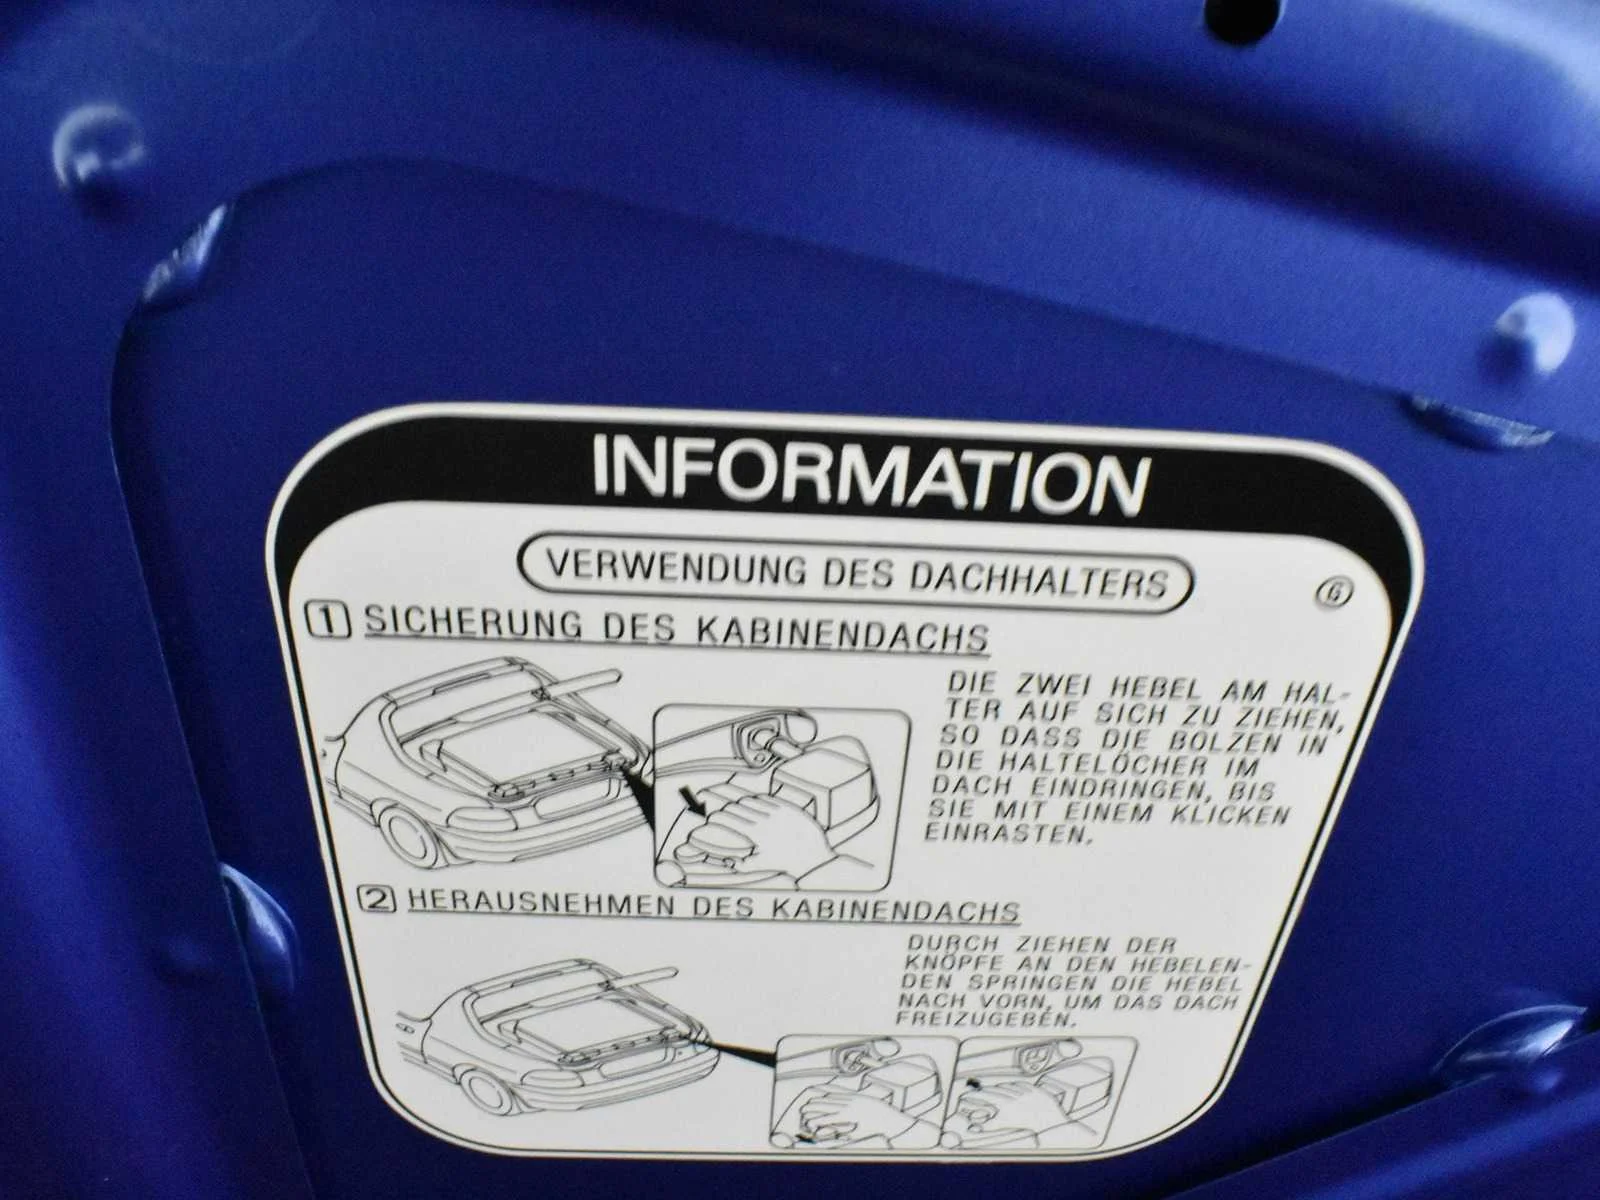 INFORMATION
VERWENDUNG DES DACHHALTERS
G
1 SICHERUNG DES KABINENDACHS
DIE ZWEI HEBEL AM HAL-
TER AUF SICH ZU ZIEHEN,
SO DASS DIE BOLZEN IN
DIE HALTELÖCHER IM
DACH EINDRINGEN, BIS
SIE MIT EINEM KLICKEN
EINRASTEN.
2 HERAUSNEHMEN DES KABINENDACHS
DURCH ZIEHEN DER
KNÖPFE AN DEN HEBELEN-
DEN SPRINGEN DIE HEBEL
NACH VORN, UM DAS DACH
FREIZUGEBEN.